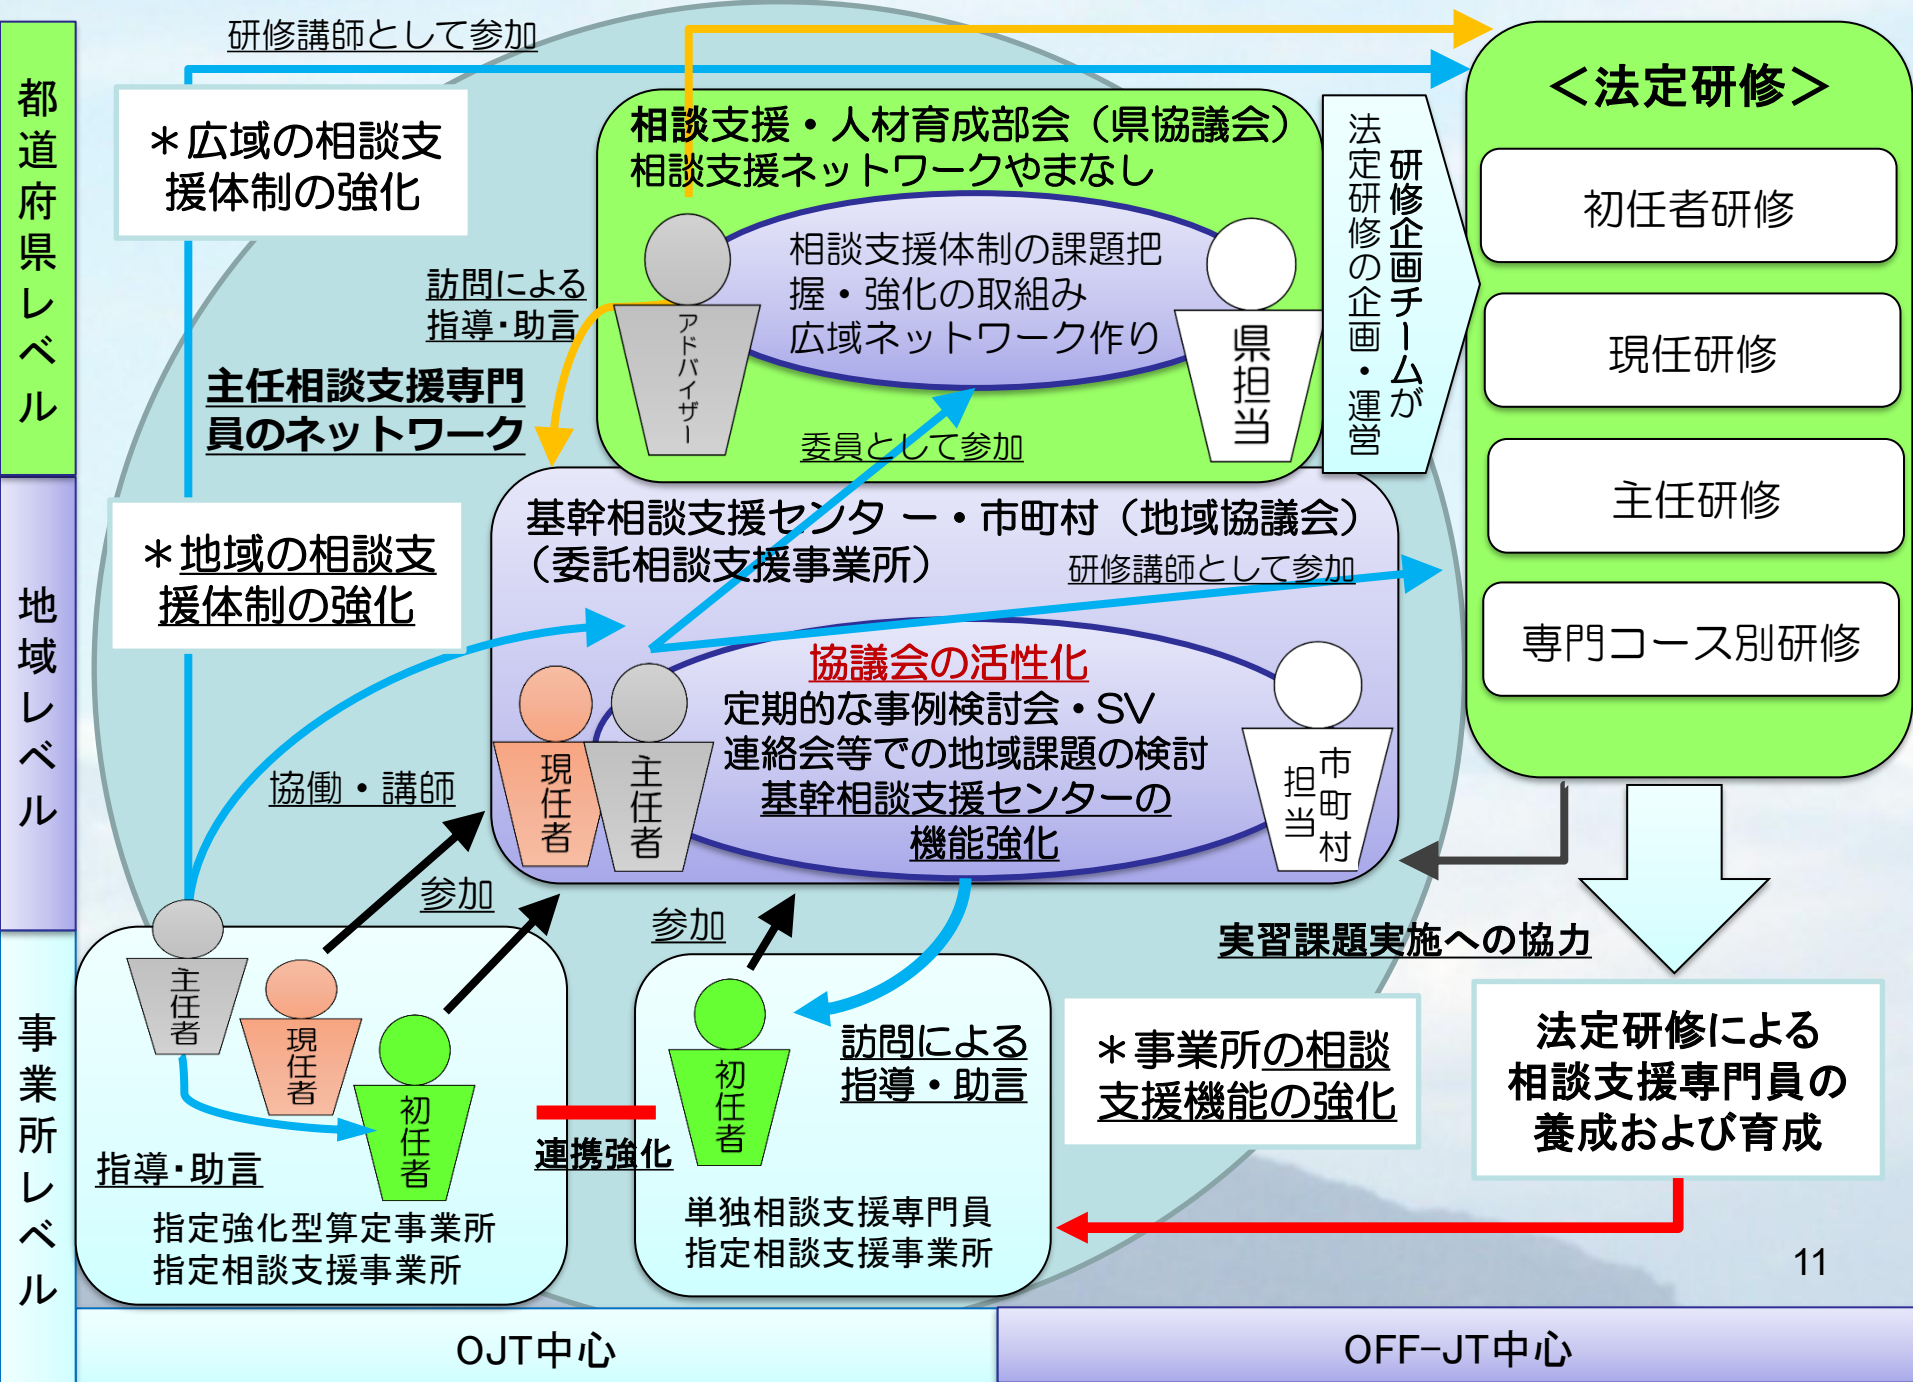 都道府県レベル
地域レベル
事業所レベル
研修講師として参加
＊広域の相談支
援体制の強化
相談支援・人材育成部会（県協議会）
相談支援ネットワークやまなし
相談支援体制の課題把
握・強化の取組み
広域ネットワーク作り
アドバイザー
県担当
訪問による
指導・助言
主任相談支援専門
員のネットワーク
委員として参加
研修企画チームが
法定研修の企画・運営
＜法定研修＞
初任者研修
現任研修
主任研修
専門コース別研修
＊地域の相談支
援体制の強化
基幹相談支援センタ ー・市町村（地域協議会）
（委託相談支援事業所）
研修講師として参加
協議会の活性化
定期的な事例検討会・SV
連絡会等での地域課題の検討
基幹相談支援センターの
機能強化
現任者
主任者
市町村
担当
協働・講師
参加
参加
実習課題実施への協力
主任者
現任者
初任者
指導・助言
指定強化型算定事業所
指定相談支援事業所
連携強化
初任者
訪問による
指導・助言
単独相談支援専門員
指定相談支援事業所
＊事業所の相談
支援機能の強化
法定研修による
相談支援専門員の
養成および育成
11
OJT中心
OFF-JT中心